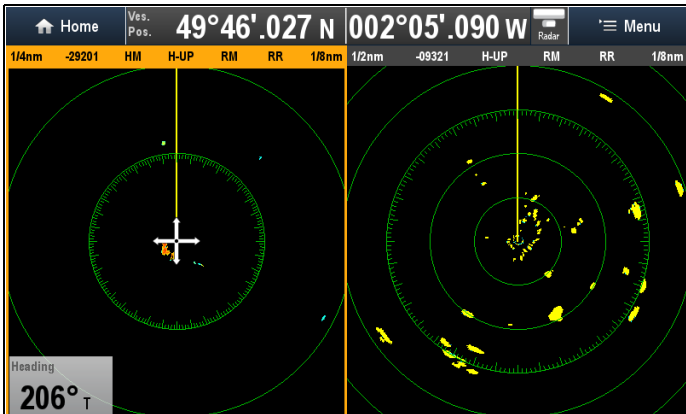 Home
Ves. Pos.
49°46'.027 N
002°05'.090 W
Radar
Menu
1/4nm -29201 HM H-UP RM RR 1/8nm
1/2nm -09321 H-UP RM RR 1/8nm
Heading
206° T